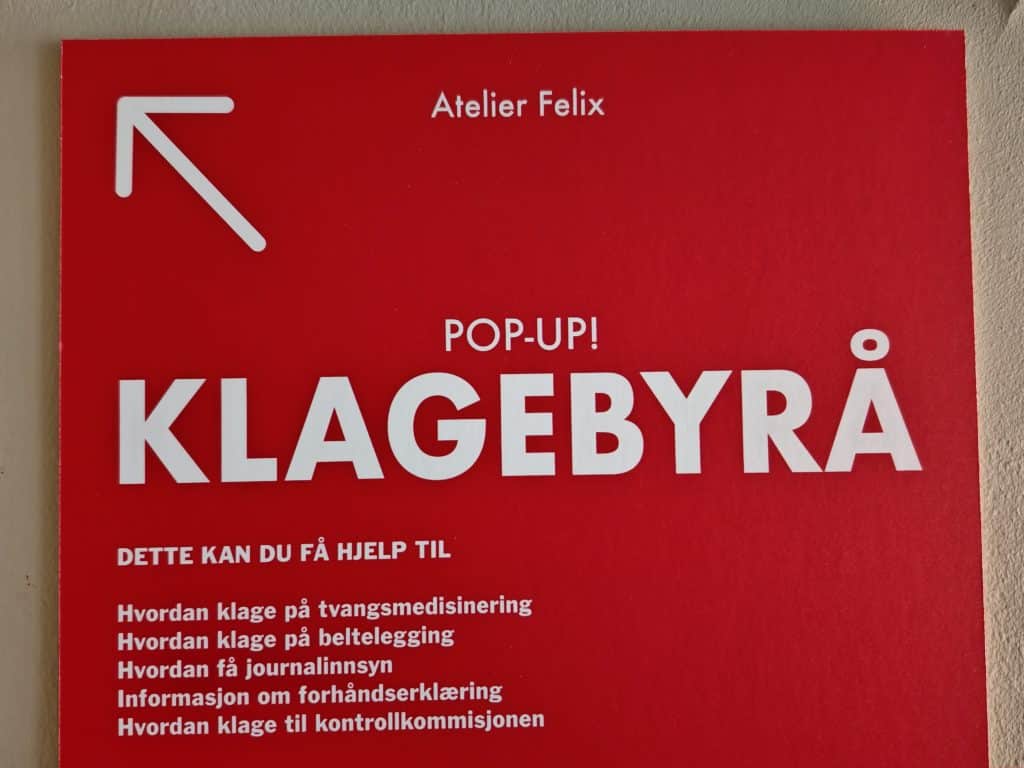 Atelier Felix
POP-UP!
KLAGEBYRÅ
DETTE KAN DU FÅ HJELP TIL
Hvordan klage på tvangsmedisinering
Hvordan klage på beltelegging
Hvordan få journalinnsyn
Informasjon om forhåndserklæring
Hvordan klage til kontrollkommisjonen